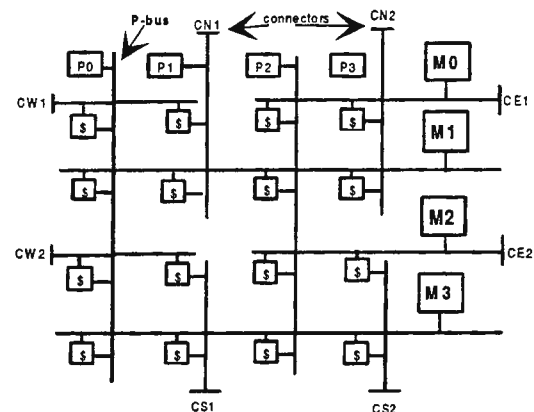 P-bus
CN1
connectors
CN2
P0
P1
P2
P3
M0
CW1
CE1
$
$
$
$
M1
$
$
$
$
M2
CW2
CE2
$
$
$
$
M3
$
$
$
$
CS1
CS2